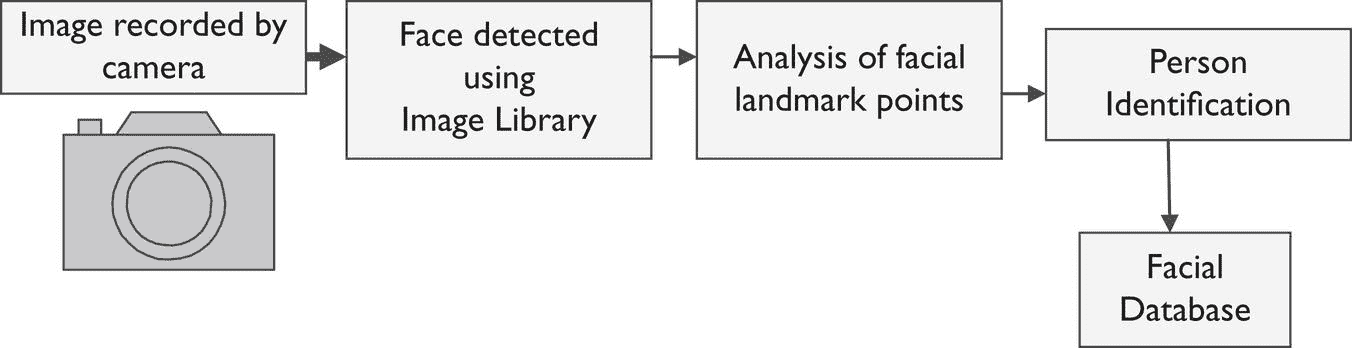 Image recorded by
camera
Face detected
using
Image Library
Analysis of facial
landmark points
Person
Identification
Facial
Database